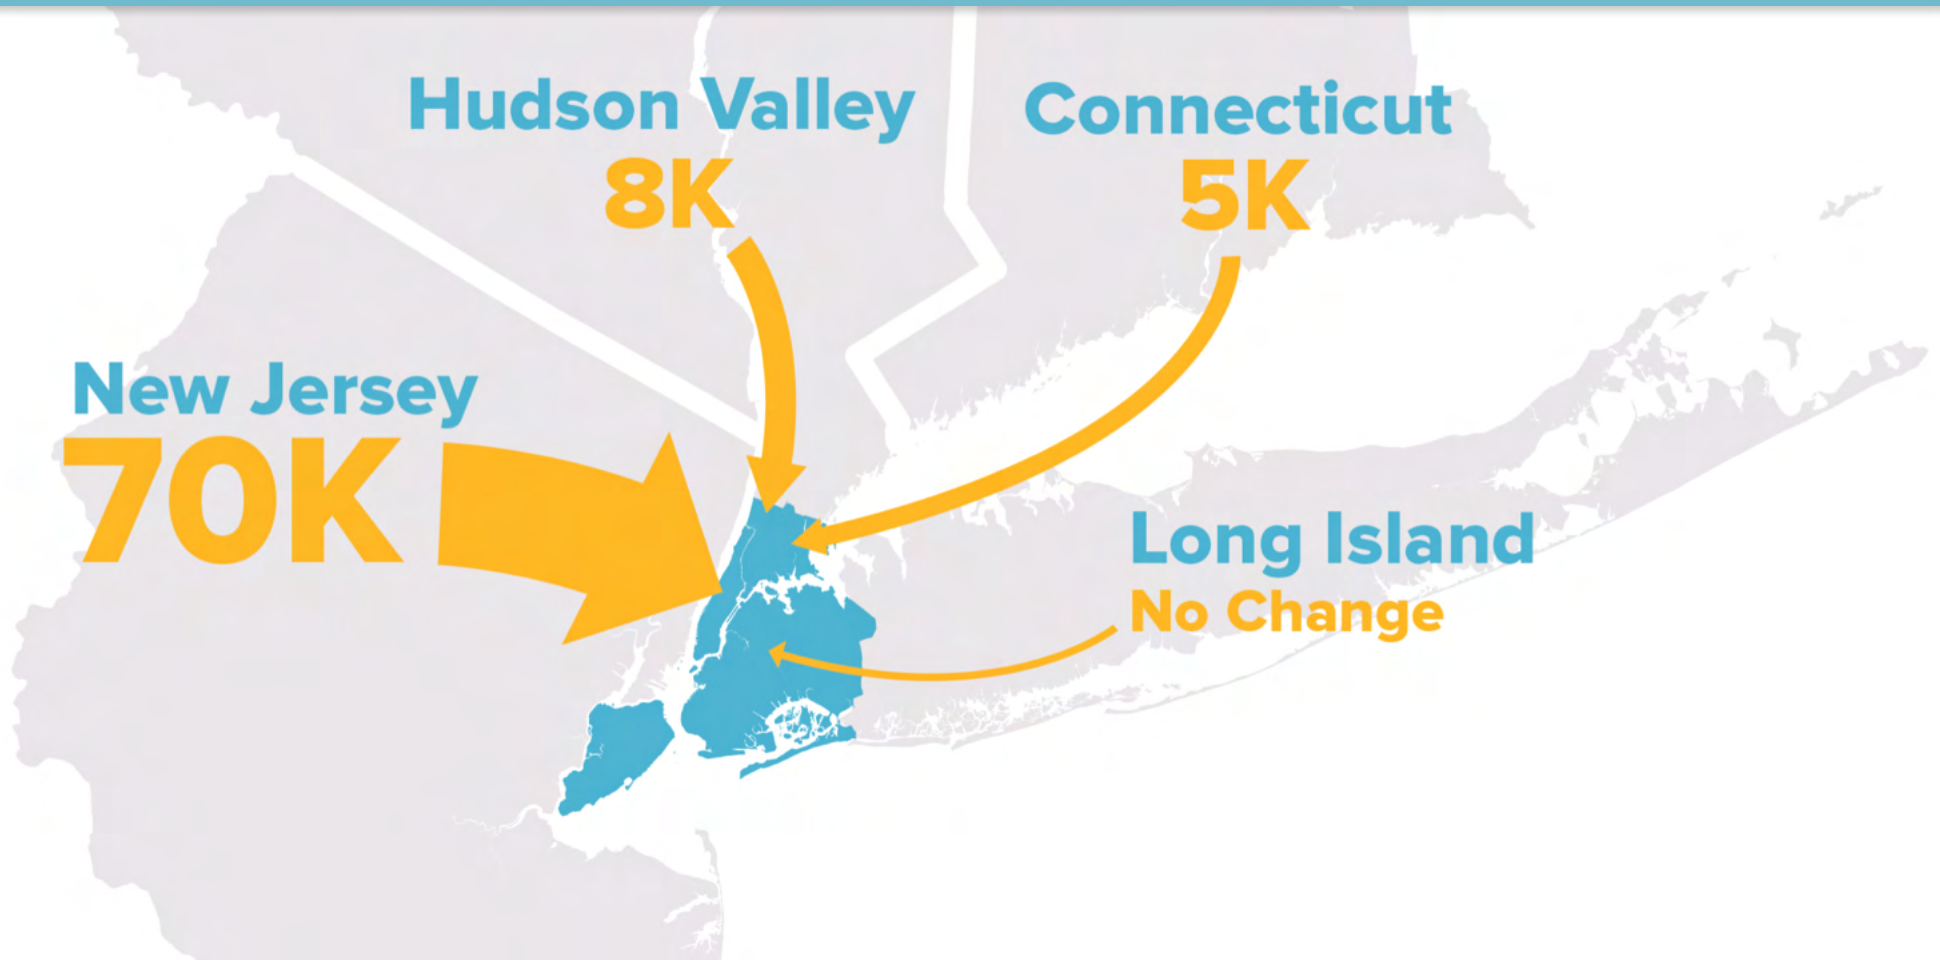 Hudson Valley
8K
Connecticut
5K
New Jersey
70K
Long Island
No Change